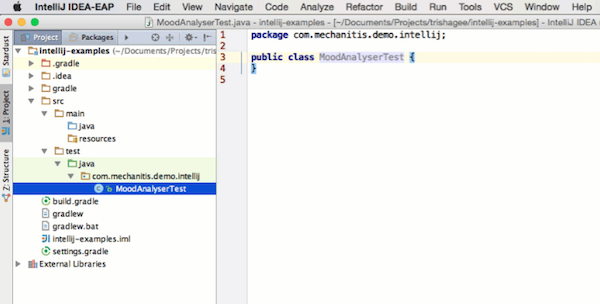 IntelliJ IDEA-EAP File Edit View Navigate Code Analyze Refactor Build Run Tools VCS Window
MoodAnalyserTest.java - intellij-examples - [~/Documents/Projects/trishagee/intellij-examples] - IntelliJ IDEA
Project Packages
intellij-examples (~/Documents/Projects/tris
.gradle
.idea
gradle
src
main
java
resources
test
java
com.mechanitis.demo.intellij
MoodAnalyserTest
build.gradle
gradlew
gradlew.bat
intellij-examples.iml
settings.gradle
External Libraries
Stardust
1: Project
Z: Structure
1 package com.mechanitis.demo.intellij;
2
3 public class MoodAnalyserTest {
4 }
5